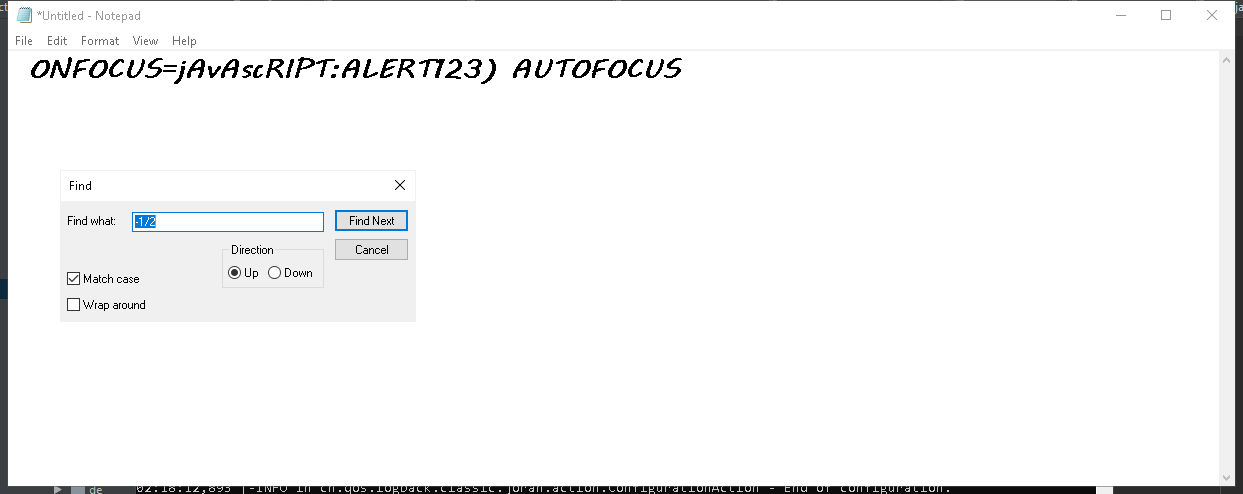 *Untitled - Notepad
File Edit Format View Help
ONFOCUS=jAvAscRIPT:ALERT123) AUTOFOCUS
Find
Find what: -1/2 Find Next
Direction Cancel
Up Down
Match case
Wrap around
de 02:18:12,893 |-INFO in ch.qos.logback.classic.joran.action.ConfigurationAction - End of configuration.